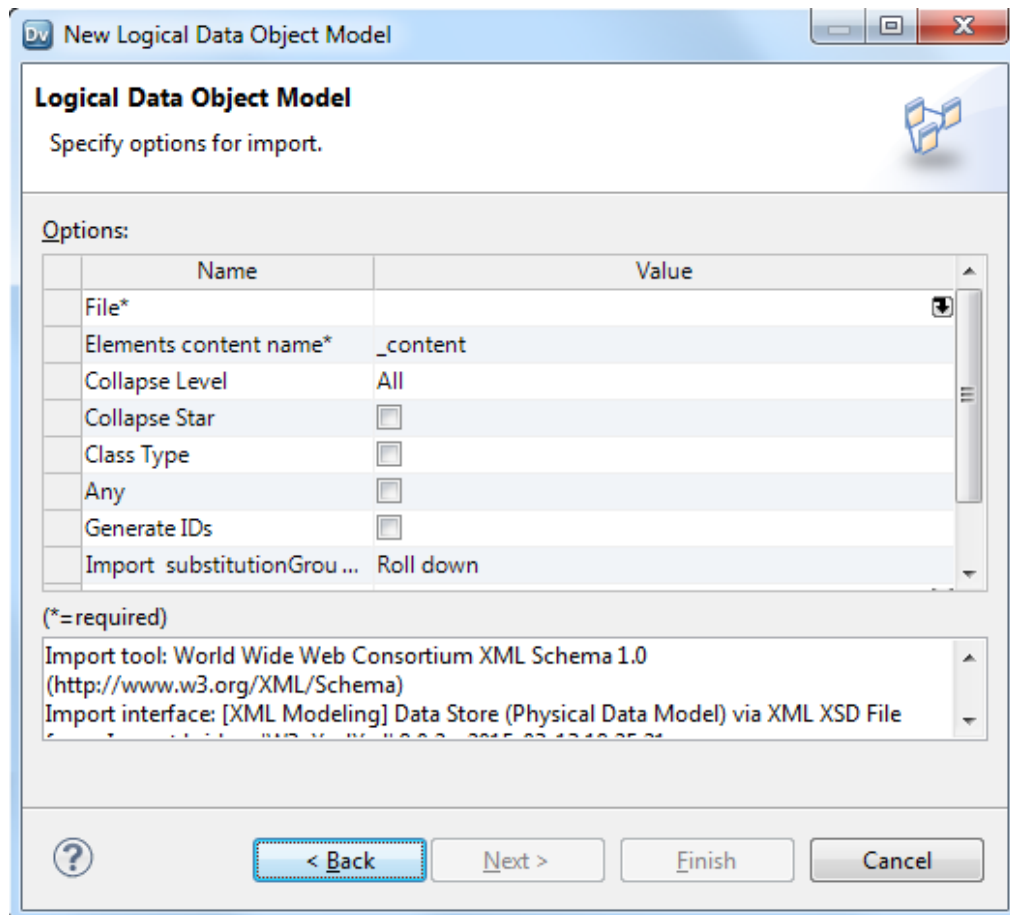 Dv New Logical Data Object Model
Logical Data Object Model
Specify options for import.
Options:
Name Value
File*
Elements content name* _content
Collapse Level All
Collapse Star
Class Type
Any
Generate IDs
Import substitutionGrou ... Roll down
(*=required)
Import tool: World Wide Web Consortium XML Schema 1.0
(http://www.w3.org/XML/Schema)
Import interface: [XML Modeling] Data Store (Physical Data Model) via XML XSD File
< Back Next > Finish Cancel